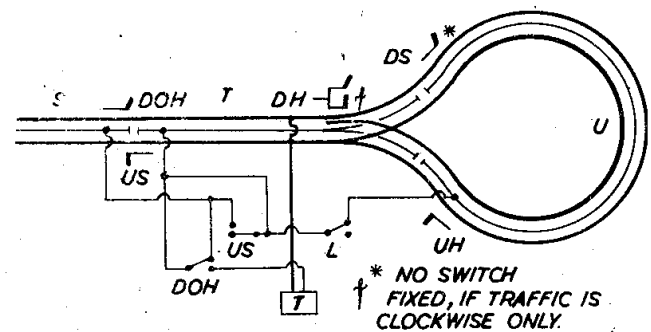 DS *
S DOH T DH †
U
US
US L UH
DOH T
* NO SWITCH
† FIXED, IF TRAFFIC IS
CLOCKWISE ONLY.